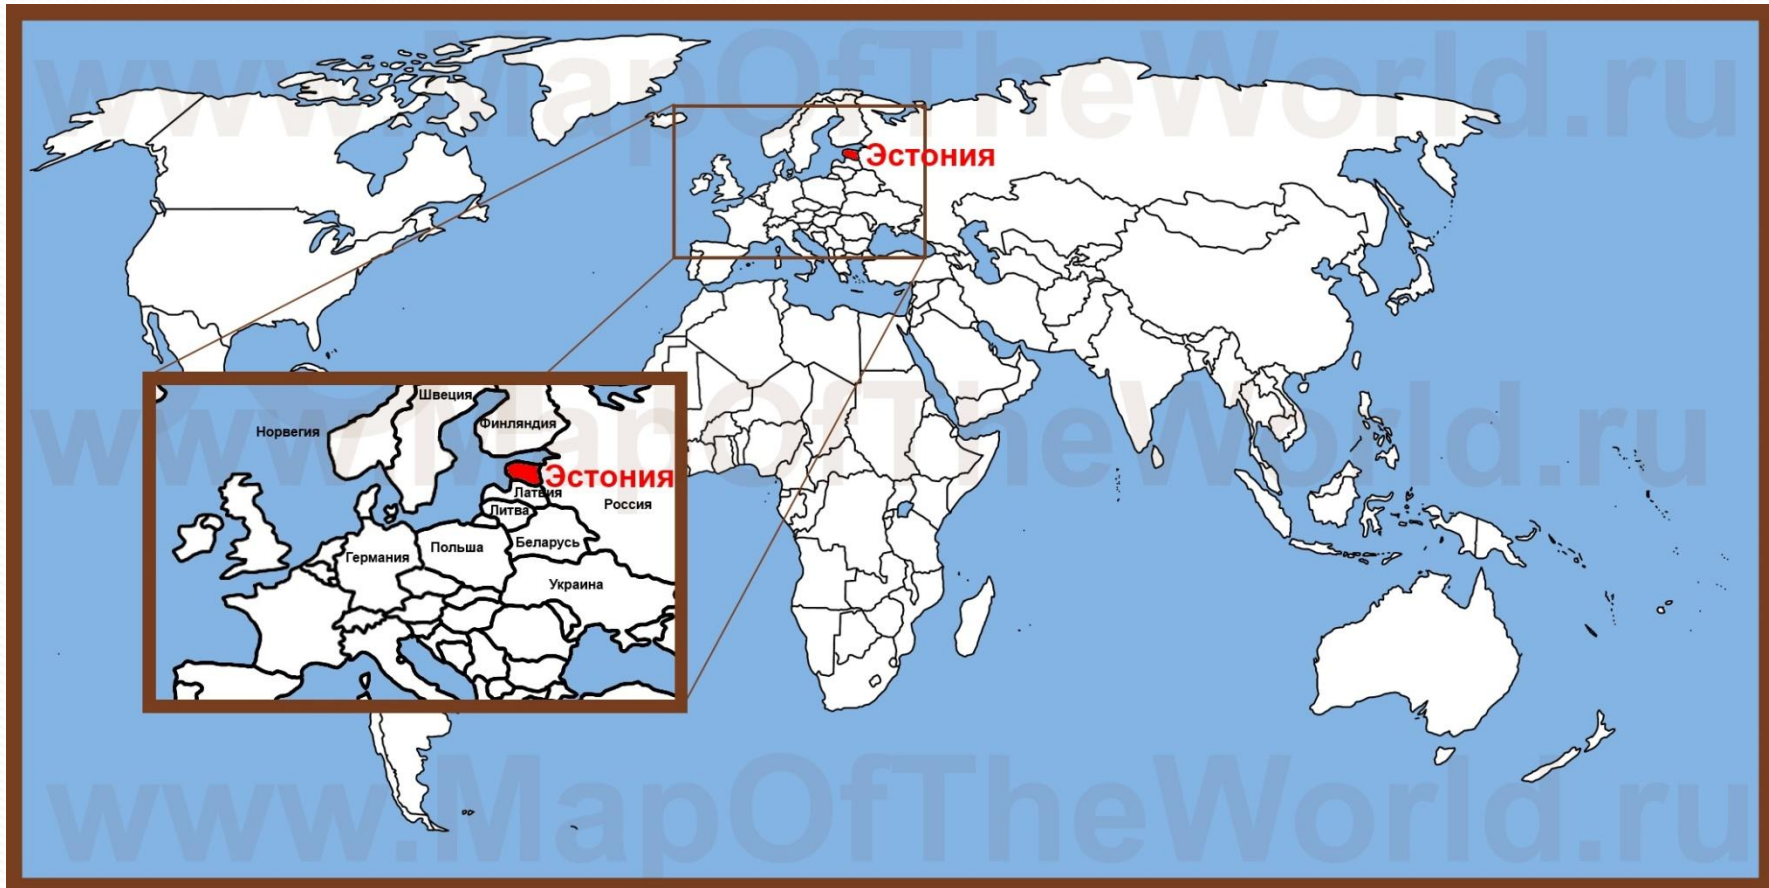 www.MapOfTheWorld.ru
Эстония
www.MapOfTheWorld.ru
Швеция
Норвегия
Финляндия
Эстония
Латвия
Россия
Литва
Беларусь
Польша
Германия
Украина
www.MapOfTheWorld.ru